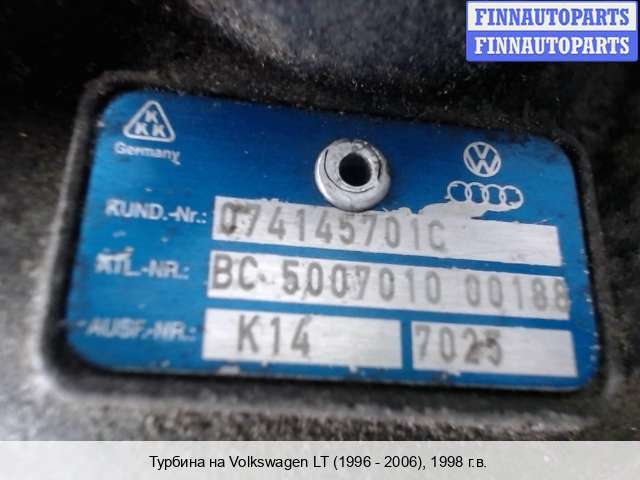 FINNAUTOPARTS
FINNAUTOPARTS
K
KK
Germany
KUND.-Nr.: 074145701C
ATL.-NR.: BC 5007010 00188
AUSF.-NR.: K14 7025
Турбина на Volkswagen LT (1996 - 2006), 1998 г.в.